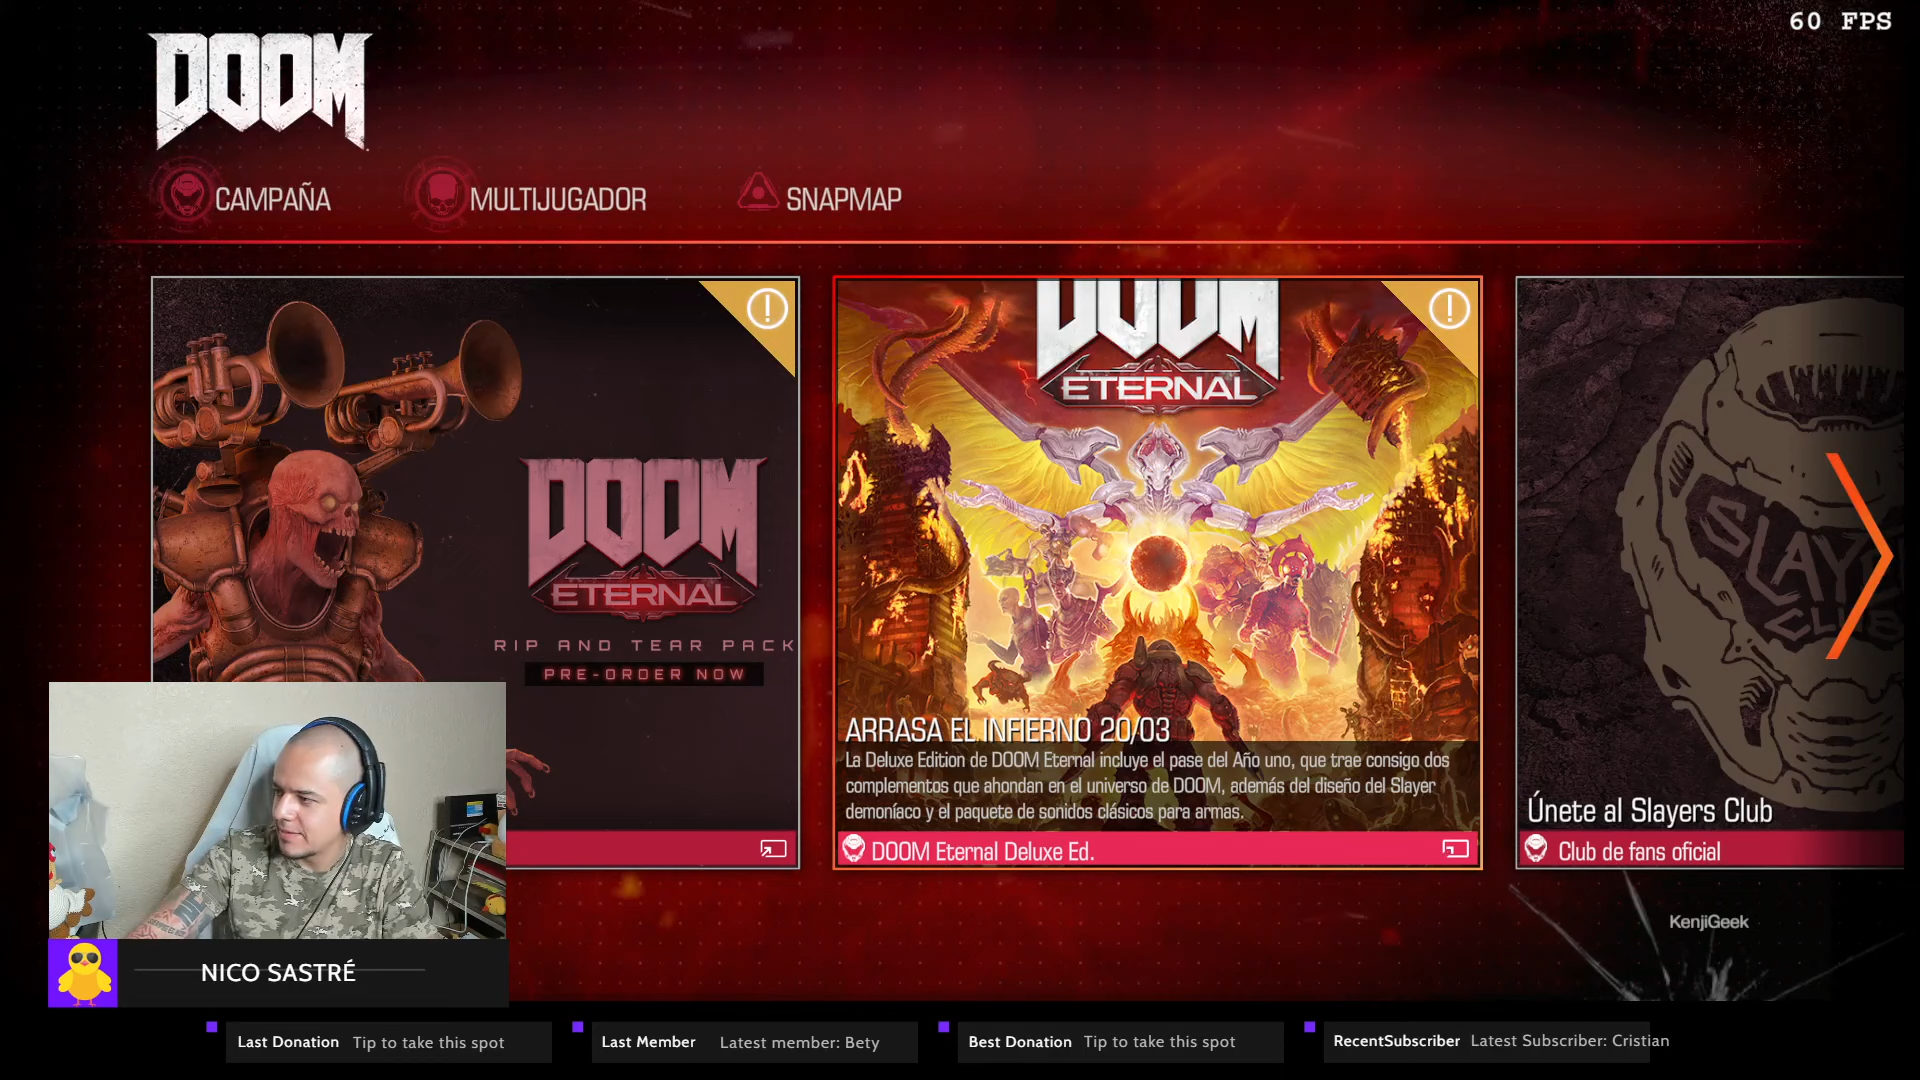 60 FPS
DOOM
CAMPAÑA
MULTIJUGADOR
SNAPMAP
DOOM
ETERNAL
RIP AND TEAR PACK
PRE-ORDER NOW
DOOM
ETERNAL
ARRASA EL INFIERNO 20/03
La Deluxe Edition de DOOM Eternal incluye el pase del Año uno, que trae consigo dos
complementos que ahondan en el universo de DOOM, además del diseño del Slayer
demoníaco y el paquete de sonidos clásicos para armas.
DOOM Eternal Deluxe Ed.
SLAYE
CLUB
Únete al Slayers Club
Club de fans oficial
KenjiGeek
NICO SASTRÉ
Last Donation Tip to take this spot
Last Member Latest member: Bety
Best Donation Tip to take this spot
RecentSubscriber Latest Subscriber: Cristian